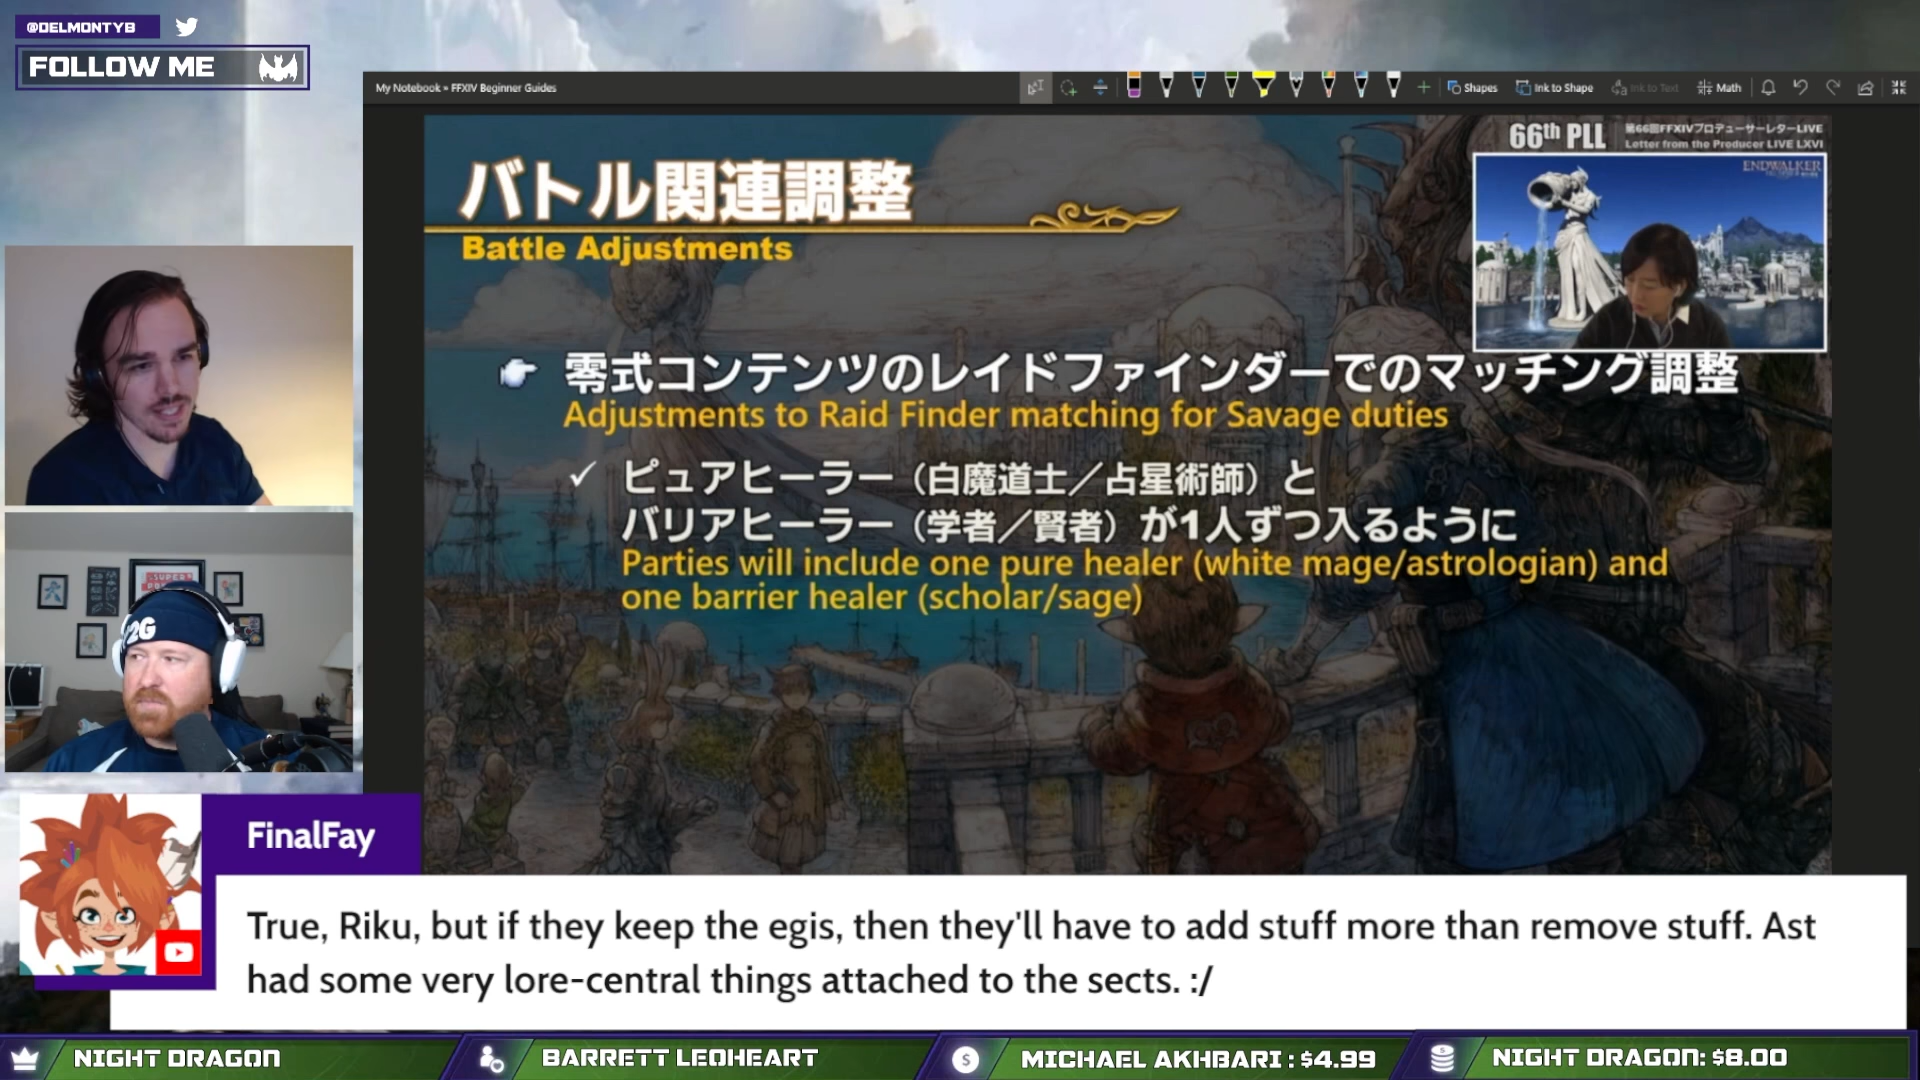 @DELMONTYB
FOLLOW ME
My Notebook » FFXIV Beginner Guides
Shapes
Ink to Shape
Ink to Text
Math
66th PLL
第66回FFXIVプロデューサーレターLIVE
Letter from the Producer LIVE LXVI
ENDWALKER
バトル関連調整
Battle Adjustments
零式コンテンツのレイドファインダーでのマッチング調整
Adjustments to Raid Finder matching for Savage duties
ピュアヒーラー（白魔道士／占星術師）と
バリアヒーラー（学者／賢者）が1人ずつ入るように
Parties will include one pure healer (white mage/astrologian) and
one barrier healer (scholar/sage)
SUPER
FinalFay
True, Riku, but if they keep the egis, then they'll have to add stuff more than remove stuff. Ast
had some very lore-central things attached to the sects. :/
NIGHT DRAGON
BARRETT LEOHEART
MICHAEL AKHBARI : $4.99
NIGHT DRAGON: $8.00